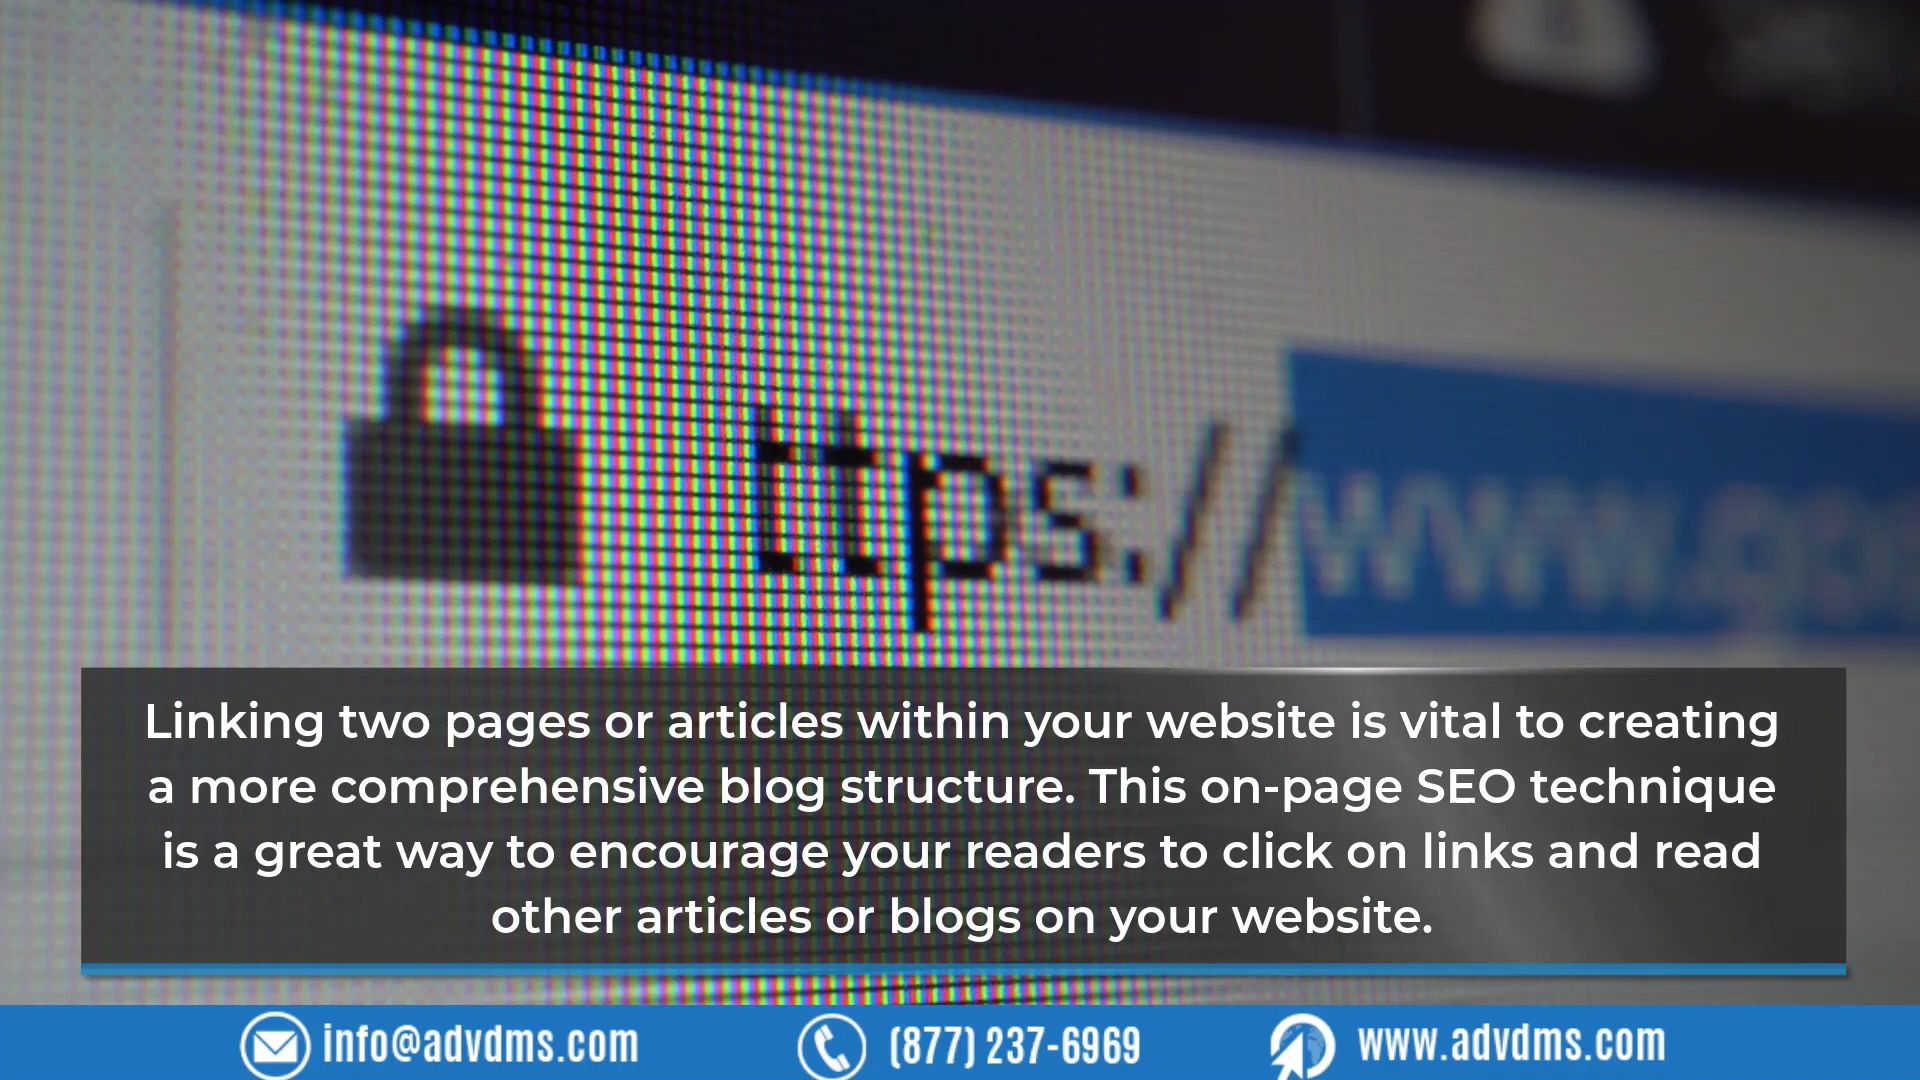 ttps://www.goo
Linking two pages or articles within your website is vital to creating
a more comprehensive blog structure. This on-page SEO technique
is a great way to encourage your readers to click on links and read
other articles or blogs on your website.
info@advdms.com (877) 237-6969 www.advdms.com